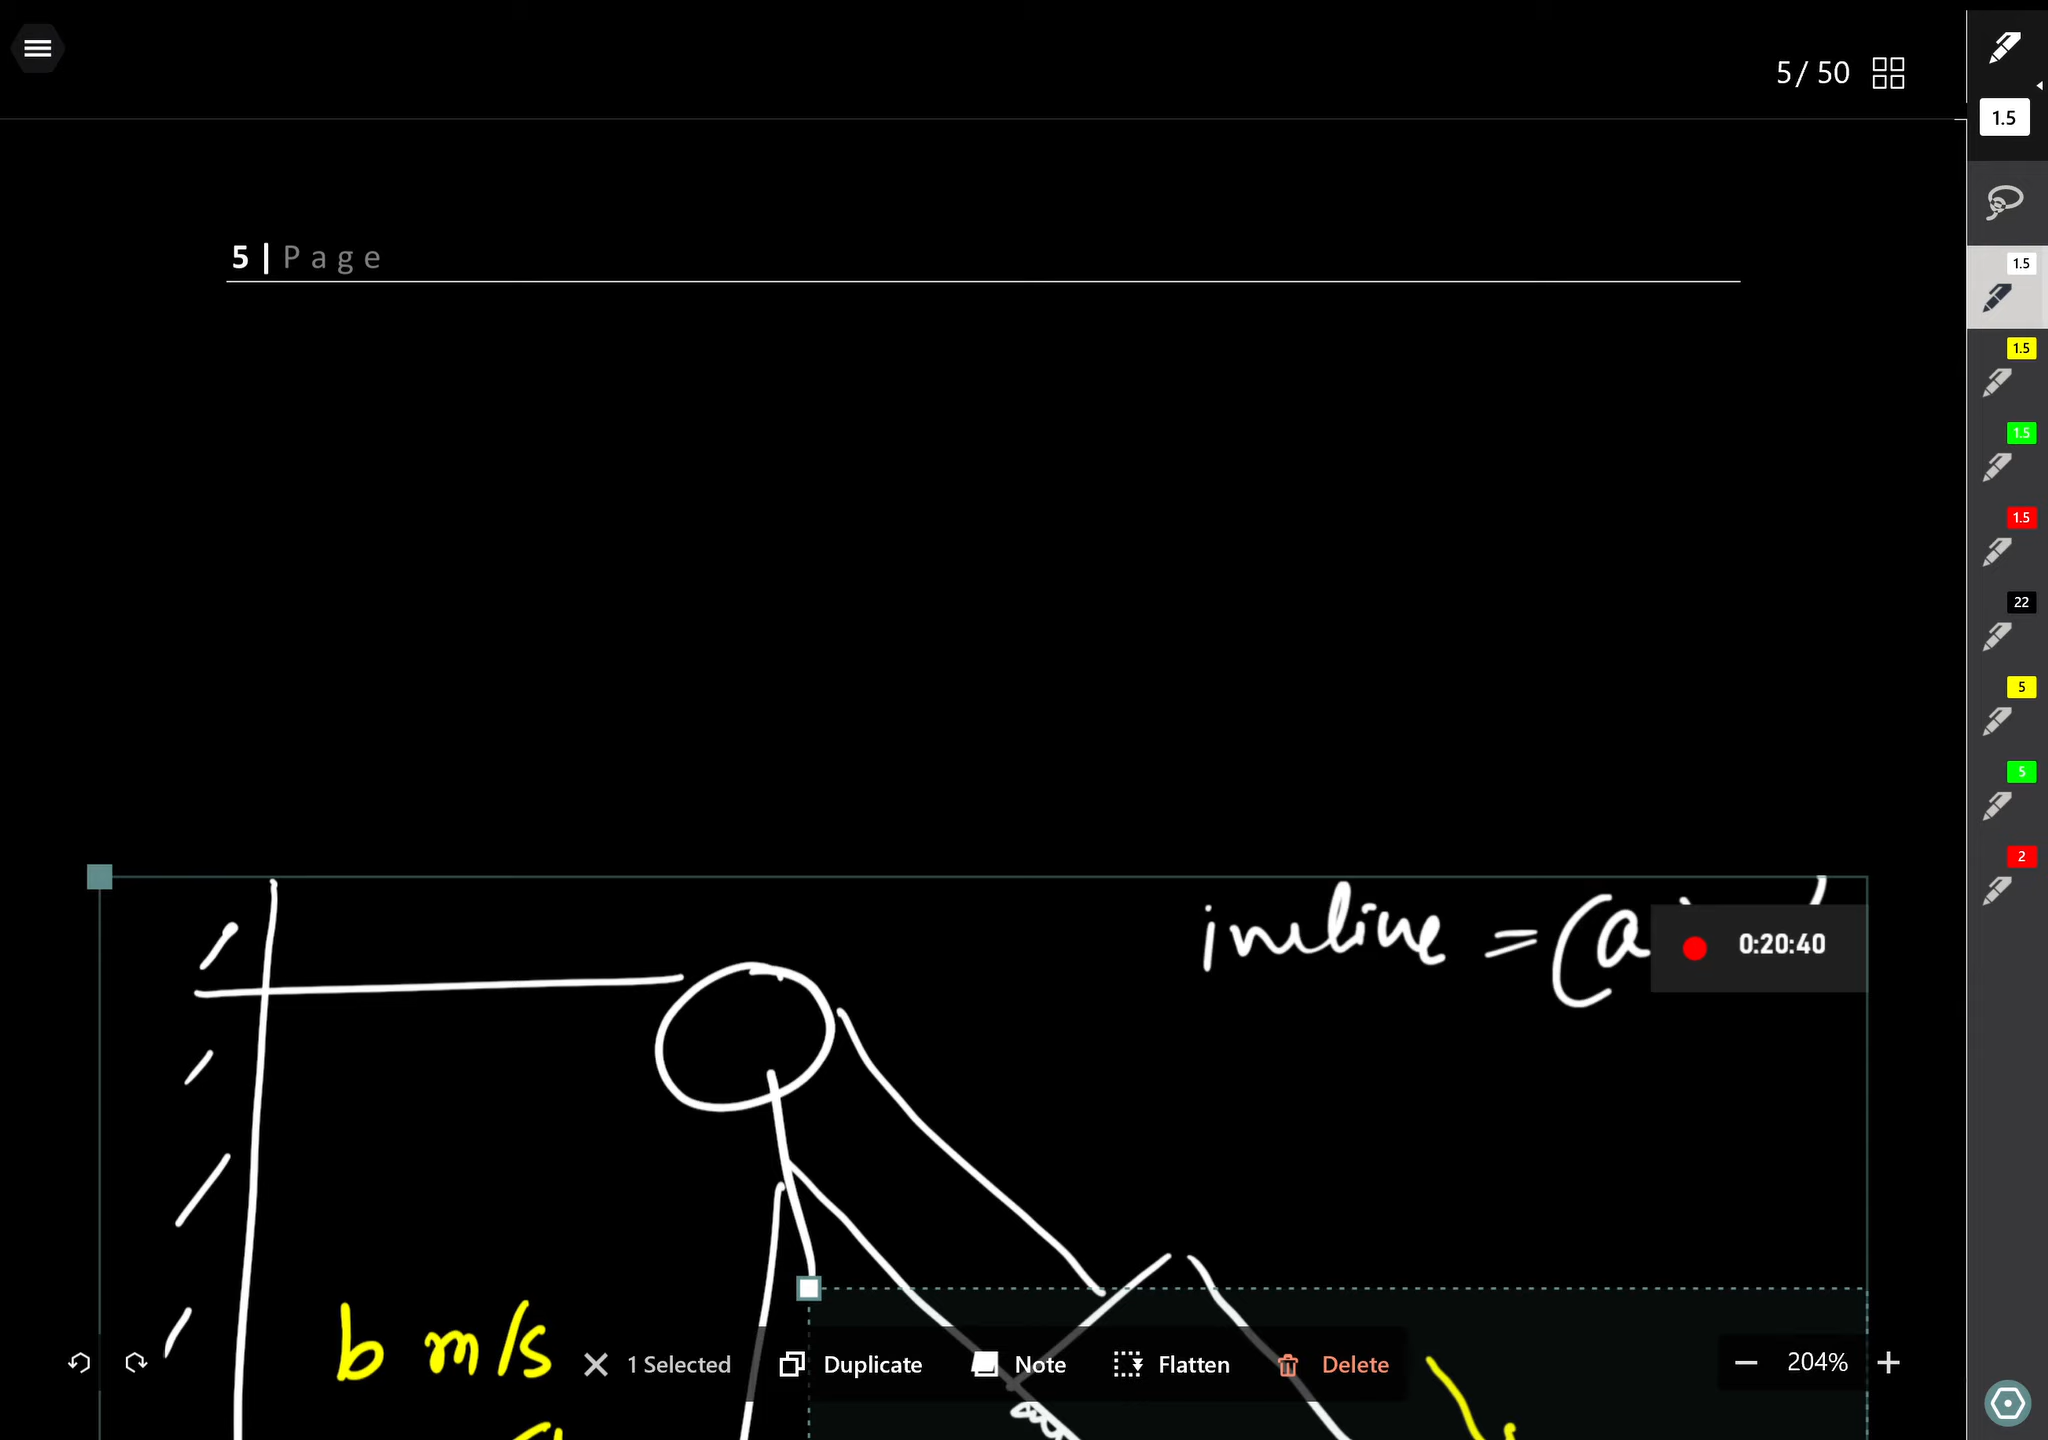 5/ 50
1.5
5 | Page
1.5
1.5
1.5
1.5
22
5
5
2
incline = (a
0:20:40
b m/s
1 Selected
Duplicate
Note
Flatten
Delete
204%